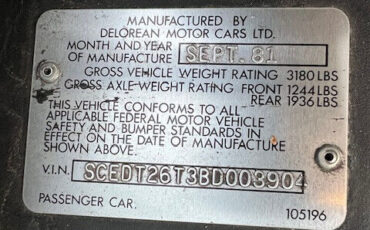 MANUFACTURED BY
DELOREAN MOTOR CARS LTD.
MONTH AND YEAR
OF MANUFACTURE SEPT. 81
GROSS VEHICLE WEIGHT RATING 3180 LBS
GROSS AXLE WEIGHT RATING FRONT 1244 LBS
REAR 1936 LBS
THIS VEHICLE CONFORMS TO ALL
APPLICABLE FEDERAL MOTOR VEHICLE
SAFETY AND BUMPER STANDARDS IN
EFFECT ON THE DATE OF MANUFACTURE
SHOWN ABOVE.
V.I.N. SCEDT26T3BD003904
PASSENGER CAR. 105196